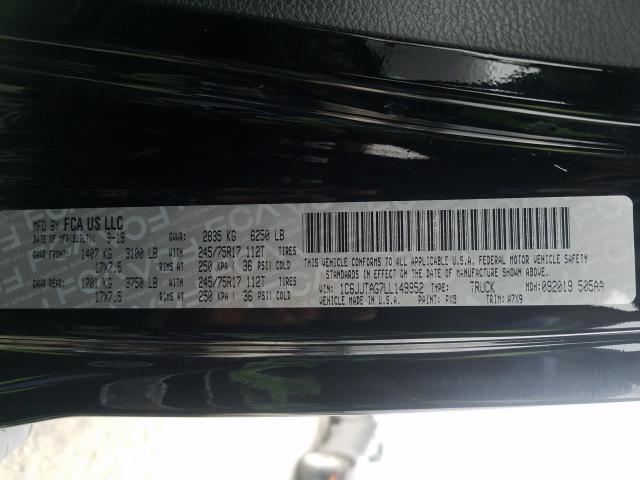 MFD BY FCA US LLC
DATE OF MFR(BUILT): 9-19 GVWR: 2835 KG 6250 LB
GAWR FRONT: 1407 KG 3100 LB WITH 245/75R17 112T TIRES
17X7.5 RIMS AT 250 KPA ( 36 PSI) COLD
GAWR REAR: 1701 KG 3750 LB WITH 245/75R17 112T TIRES
17X7.5 RIMS AT 250 KPA ( 36 PSI) COLD
THIS VEHICLE CONFORMS TO ALL APPLICABLE U.S.A. FEDERAL MOTOR VEHICLE SAFETY
STANDARDS IN EFFECT ON THE DATE OF MANUFACTURE SHOWN ABOVE.
VIN: 1C6JJTAG7LL149952 TYPE: TRUCK MDH: 092019 505AA
VEHICLE MADE IN U.S.A. PAINT: PX8 TRIM: A7X9